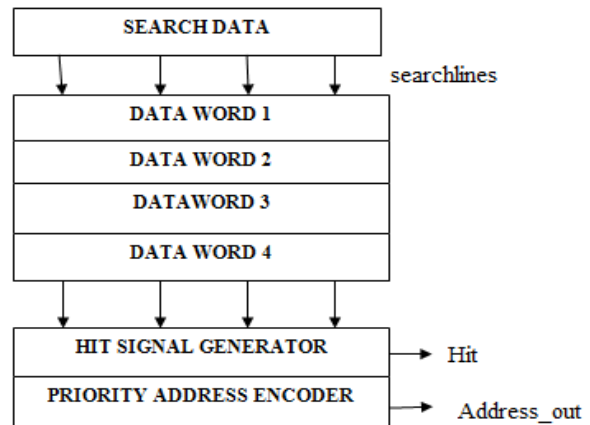 SEARCH DATA
searchlines
DATA WORD 1
DATA WORD 2
DATAWORD 3
DATA WORD 4
HIT SIGNAL GENERATOR
Hit
PRIORITY ADDRESS ENCODER
Address_out